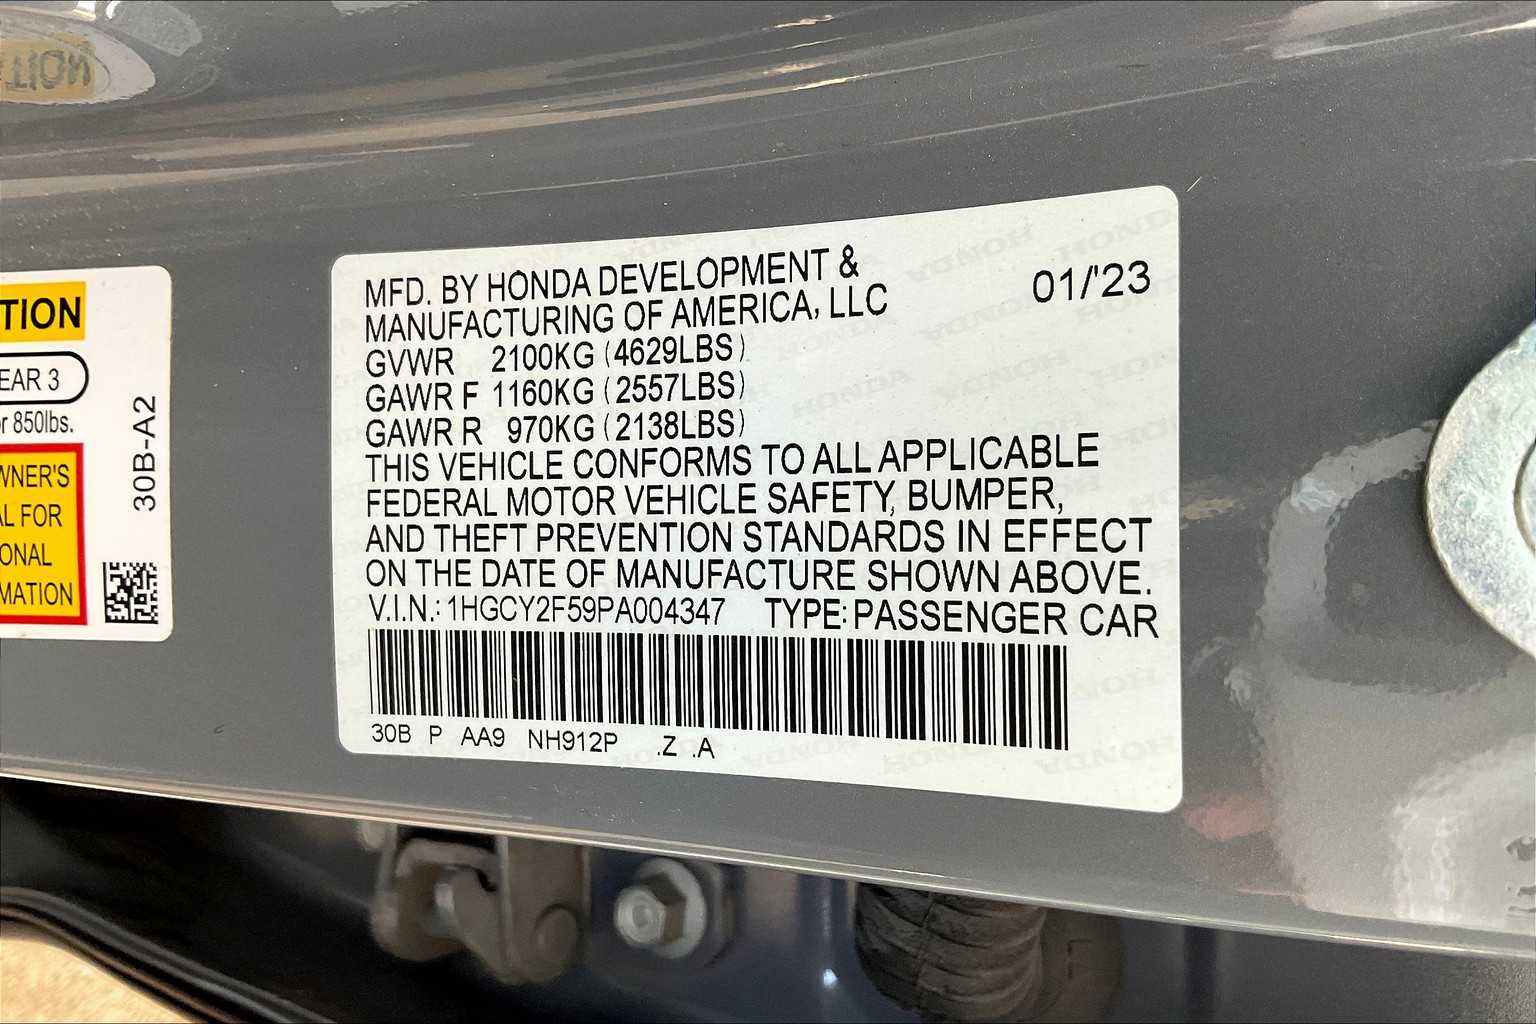 TION
EAR 3
r 850lbs.
WNER'S
AL FOR
ONAL
MATION
30B-A2
MFD. BY HONDA DEVELOPMENT &
MANUFACTURING OF AMERICA, LLC
01/'23
GVWR 2100KG (4629LBS)
GAWR F 1160KG (2557LBS)
GAWR R 970KG (2138LBS)
THIS VEHICLE CONFORMS TO ALL APPLICABLE
FEDERAL MOTOR VEHICLE SAFETY, BUMPER,
AND THEFT PREVENTION STANDARDS IN EFFECT
ON THE DATE OF MANUFACTURE SHOWN ABOVE.
V.I.N.: 1HGCY2F59PA004347 TYPE: PASSENGER CAR
30B P AA9 NH912P .Z .A